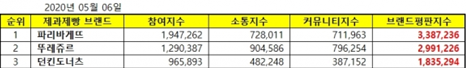 2020년 05월 06일
순위 제과제빵 브랜드 참여지수 소통지수 커뮤니티지수 브랜드평판지수
1 파리바게뜨 1,947,262 728,011 711,963 3,387,236
2 뚜레쥬르 1,290,387 904,586 796,254 2,991,226
3 던킨도너츠 965,893 482,248 387,152 1,835,294